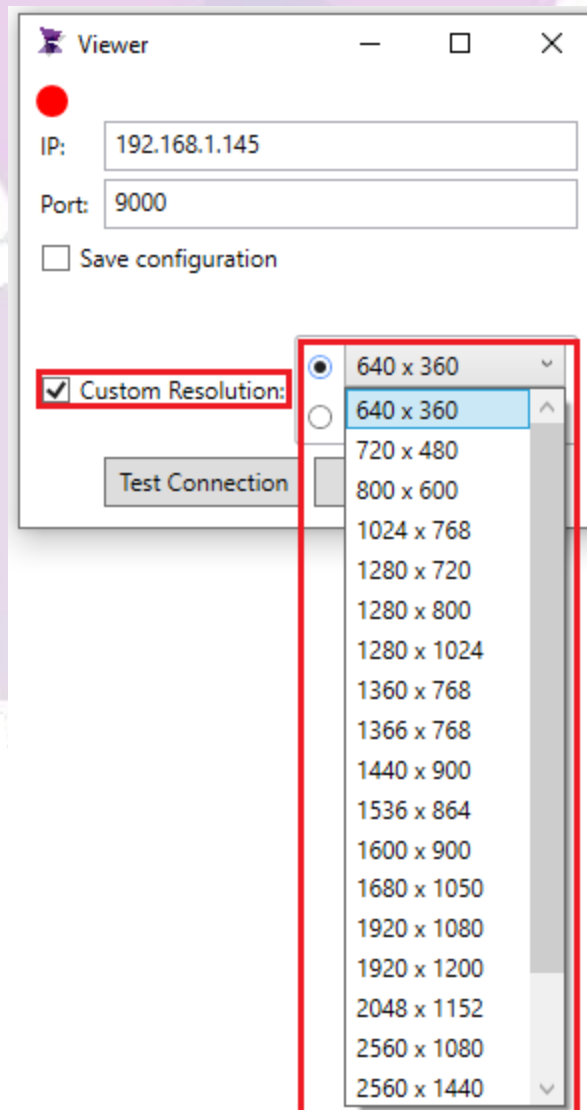 Viewer
IP: 192.168.1.145
Port: 9000
Save configuration
Custom Resolution: 640 x 360
640 x 360
720 x 480
800 x 600
1024 x 768
1280 x 720
1280 x 800
1280 x 1024
1360 x 768
1366 x 768
1440 x 900
1536 x 864
1600 x 900
1680 x 1050
1920 x 1080
1920 x 1200
2048 x 1152
2560 x 1080
2560 x 1440
Test Connection